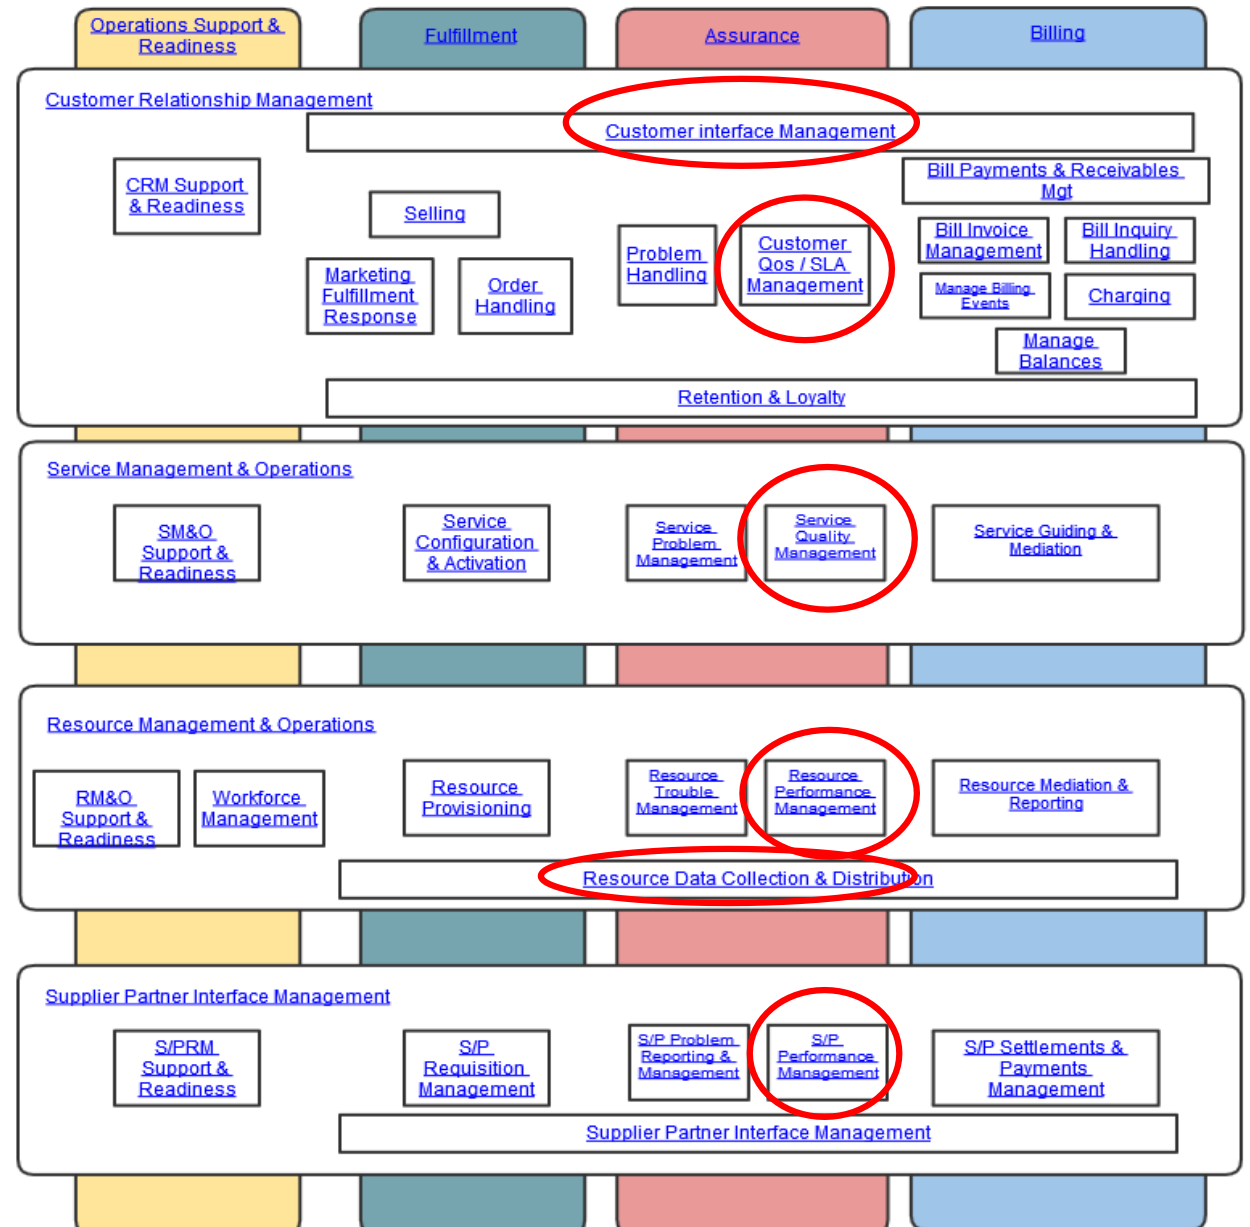 Operations Support &
Readiness
Fulfillment
Assurance
Billing
Customer Relationship Management
Customer interface Management
CRM Support
& Readiness
Selling
Marketing
Fulfillment
Response
Order
Handling
Problem
Handling
Customer
Qos / SLA
Management
Bill Payments & Receivables
Mgt
Bill Invoice
Management
Bill Inquiry
Handling
Manage Billing
Events
Charging
Manage
Balances
Retention & Loyalty
Service Management & Operations
SM&O
Support &
Readiness
Service
Configuration
& Activation
Service
Problem
Management
Service
Quality
Management
Service Guiding &
Mediation
Resource Management & Operations
RM&O
Support &
Readiness
Workforce
Management
Resource
Provisioning
Resource
Trouble
Management
Resource
Performance
Management
Resource Mediation &
Reporting
Resource Data Collection & Distribution
Supplier Partner Interface Management
S/PRM
Support &
Readiness
S/P
Requisition
Management
S/P Problem
Reporting &
Management
S/P
Performance
Management
S/P Settlements &
Payments
Management
Supplier Partner Interface Management